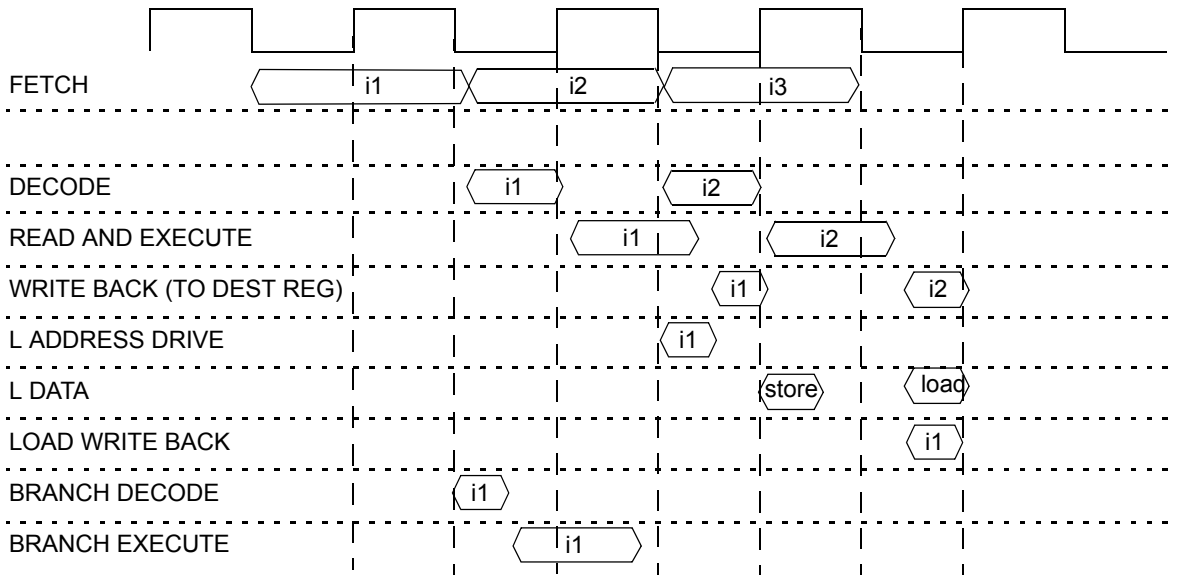 FETCH i1 i2 i3
DECODE i1 i2
READ AND EXECUTE i1 i2
WRITE BACK (TO DEST REG) i1 i2
L ADDRESS DRIVE i1
L DATA store load
LOAD WRITE BACK i1
BRANCH DECODE i1
BRANCH EXECUTE i1